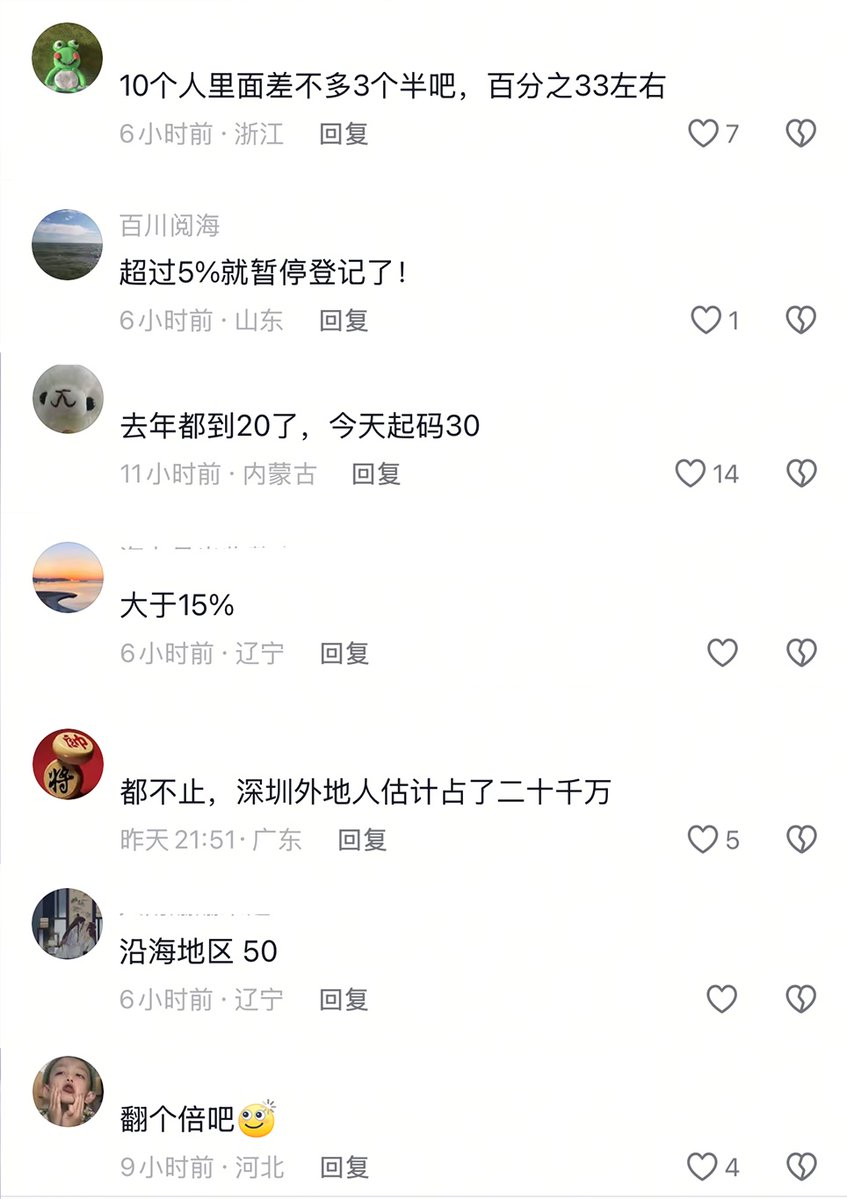 10个人里面差不多3个半吧，百分之33左右
6小时前 · 浙江 回复 7
百川阅海
超过5%就暂停登记了！
6小时前 · 山东 回复 1
去年都到20了，今天起码30
11小时前 · 内蒙古 回复 14
大于15%
6小时前 · 辽宁 回复
帅
将
都不止，深圳外地人估计占了二十千万
昨天 21:51 · 广东 回复 5
沿海地区 50
6小时前 · 辽宁 回复
翻个倍吧
9小时前 · 河北 回复 4